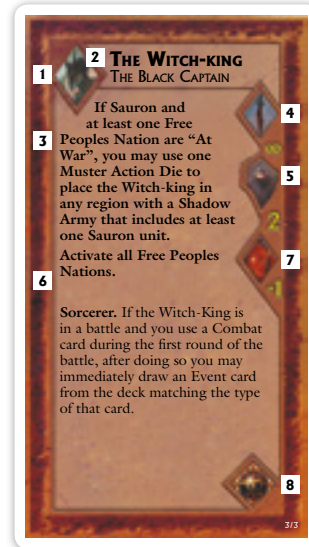 2 THE WITCH-KING
1 THE BLACK CAPTAIN
If Sauron and
at least one Free
3 Peoples Nation are “At
War”, you may use one
Muster Action Die to
place the Witch-king in
any region with a Shadow
Army that includes at least
one Sauron unit.
Activate all Free Peoples
6 Nations.
Sorcerer. If the Witch-King is
in a battle and you use a Combat
card during the first round of the
battle, after doing so you may
immediately draw an Event card
from the deck matching the type
of that card.
4
∞
5
2
7
+1
8
3/3